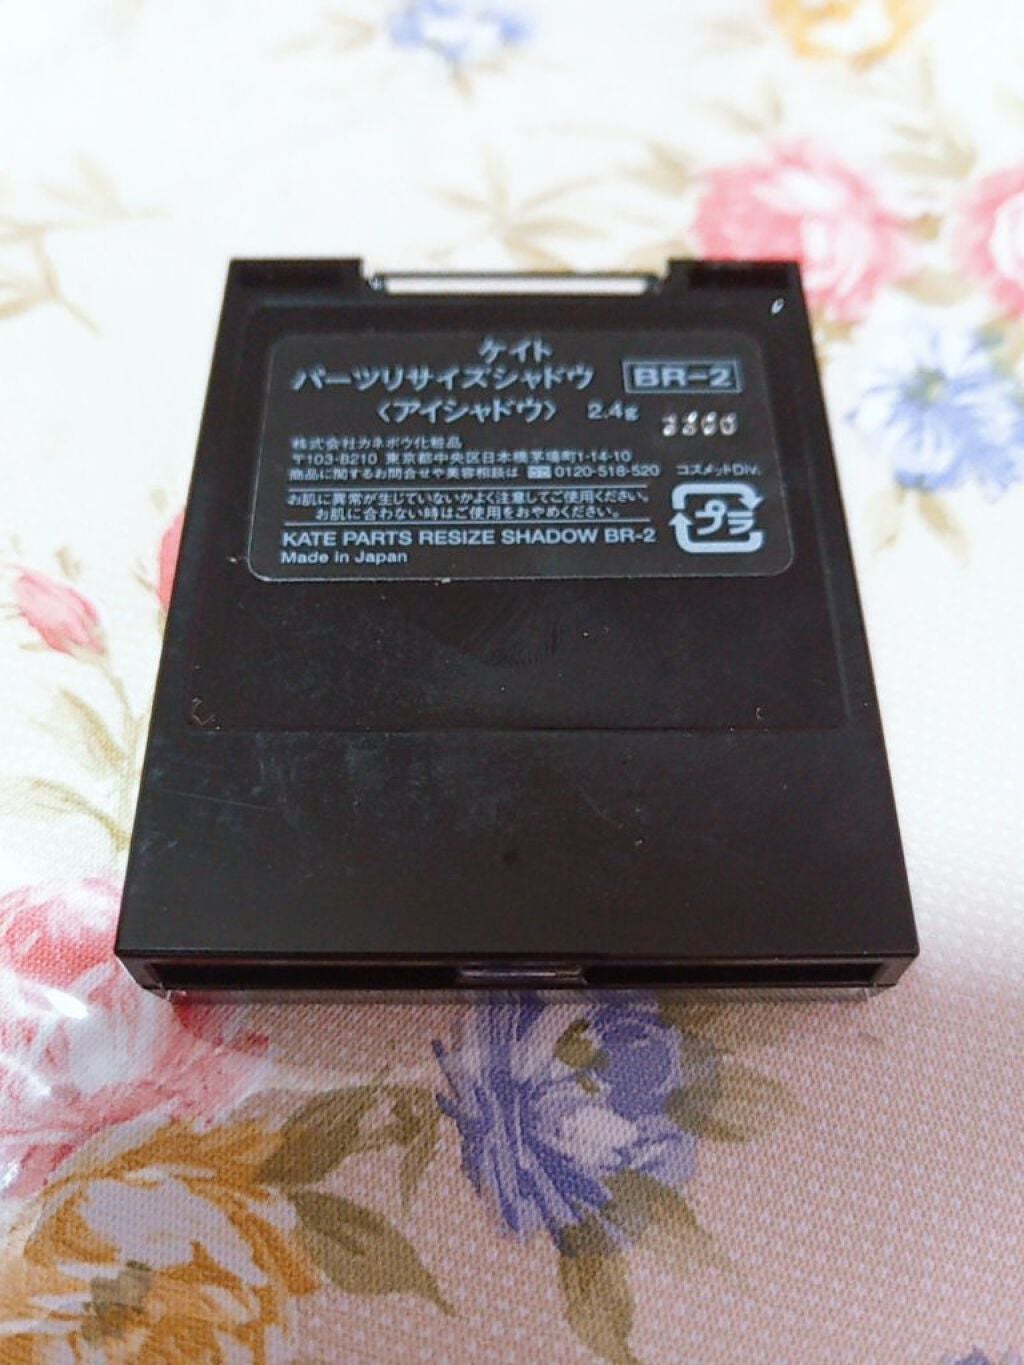 ケイト
パーツリサイズシャドウ BR-2
〈アイシャドウ〉 2.4g
株式会社カネボウ化粧品
〒103-8210 東京都中央区日本橋茅場町1-14-10
商品に関するお問合せや美容相談は 0120-518-520 コスメットDiv.
お肌に異常が生じていないかよく注意してご使用ください。
お肌に合わない時はご使用をおやめください。
プラ
KATE PARTS RESIZE SHADOW BR-2
Made in Japan